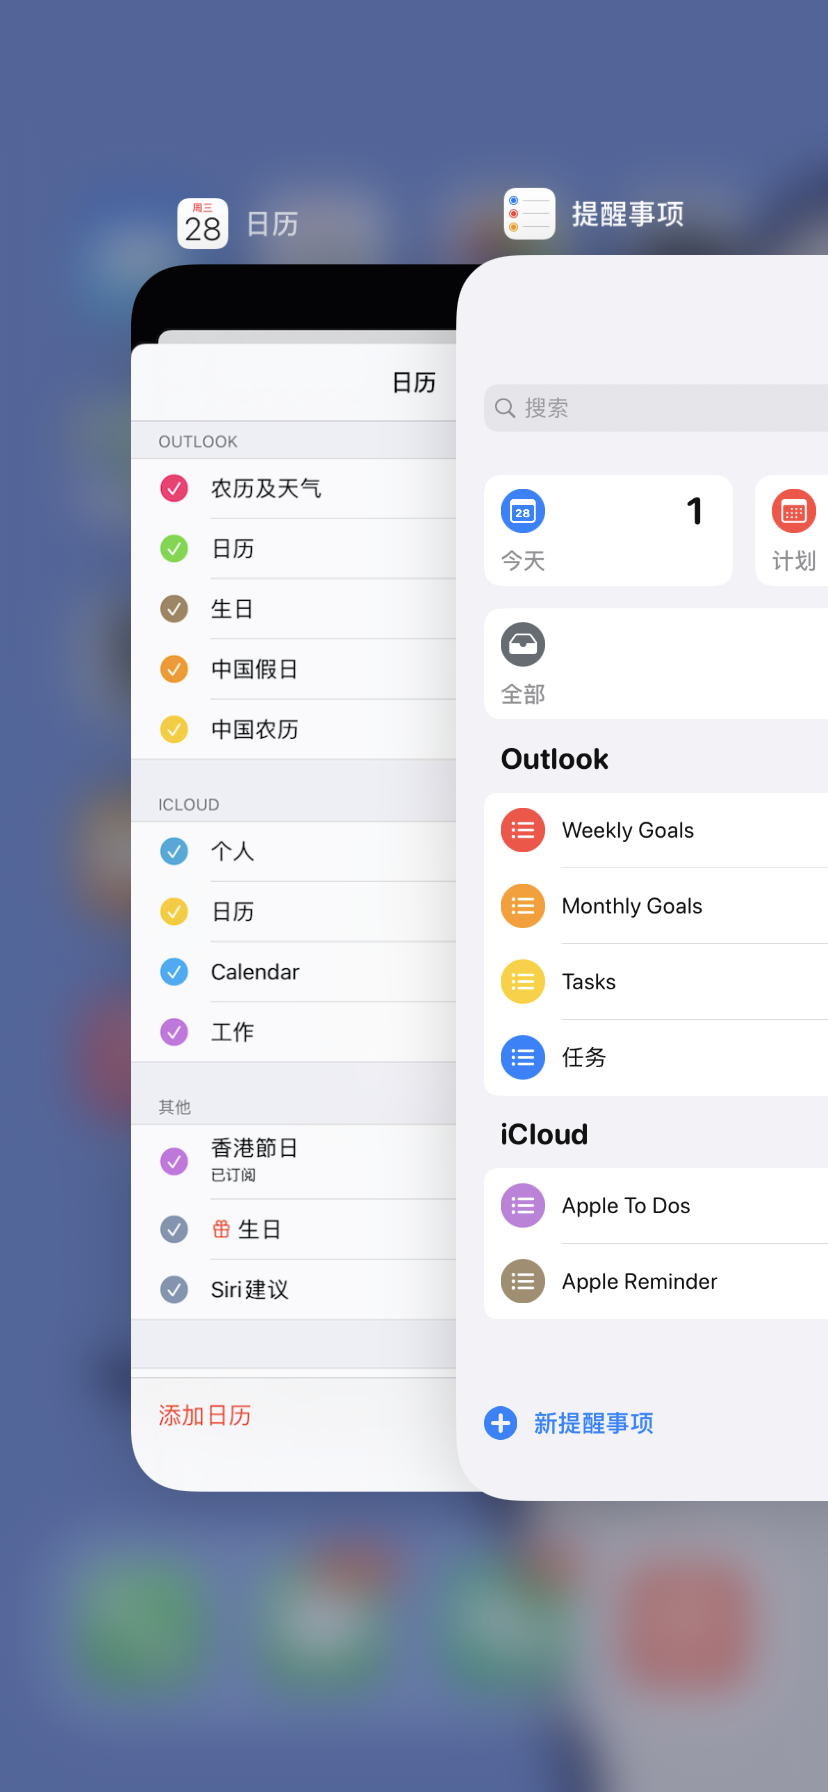 周三
28
日历
提醒事项
日历
OUTLOOK
农历及天气
日历
生日
中国假日
中国农历
ICLOUD
个人
日历
Calendar
工作
其他
香港節日
已订阅
生日
Siri建议
添加日历
搜索
28
1
今天
计划
全部
Outlook
Weekly Goals
Monthly Goals
Tasks
任务
iCloud
Apple To Dos
Apple Reminder
新提醒事项